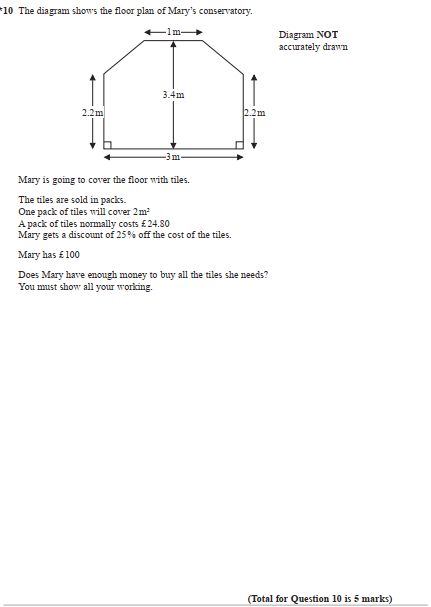 *10 The diagram shows the floor plan of Mary's conservatory.
1m
Diagram NOT
accurately drawn
3.4m
2.2m
2.2m
3m
Mary is going to cover the floor with tiles.
The tiles are sold in packs.
One pack of tiles will cover 2m²
A pack of tiles normally costs £24.80
Mary gets a discount of 25% off the cost of the tiles.
Mary has £100
Does Mary have enough money to buy all the tiles she needs?
You must show all your working.
(Total for Question 10 is 5 marks)